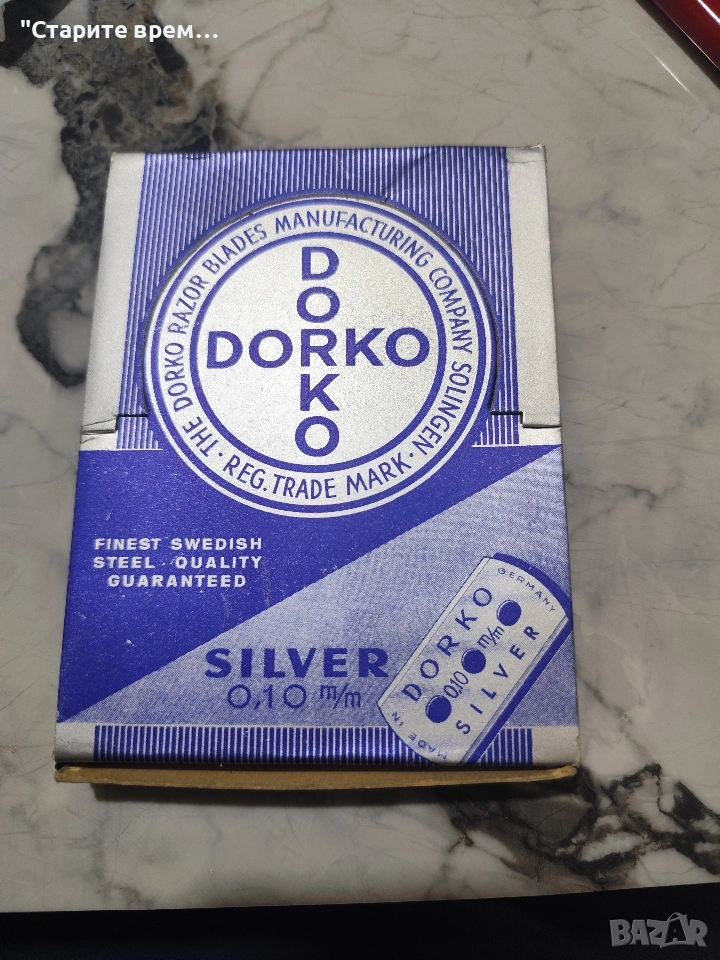 "Старите врем...
THE DORKO RAZOR BLADES MANUFACTURING COMPANY SOLINGEN
· REG. TRADE MARK ·
DORKO
DORKO
FINEST SWEDISH
STEEL · QUALITY
GUARANTEED
SILVER
0,10 m/m
MADE IN GERMANY
DORKO
0,10 m/m
SILVER
BAZAR